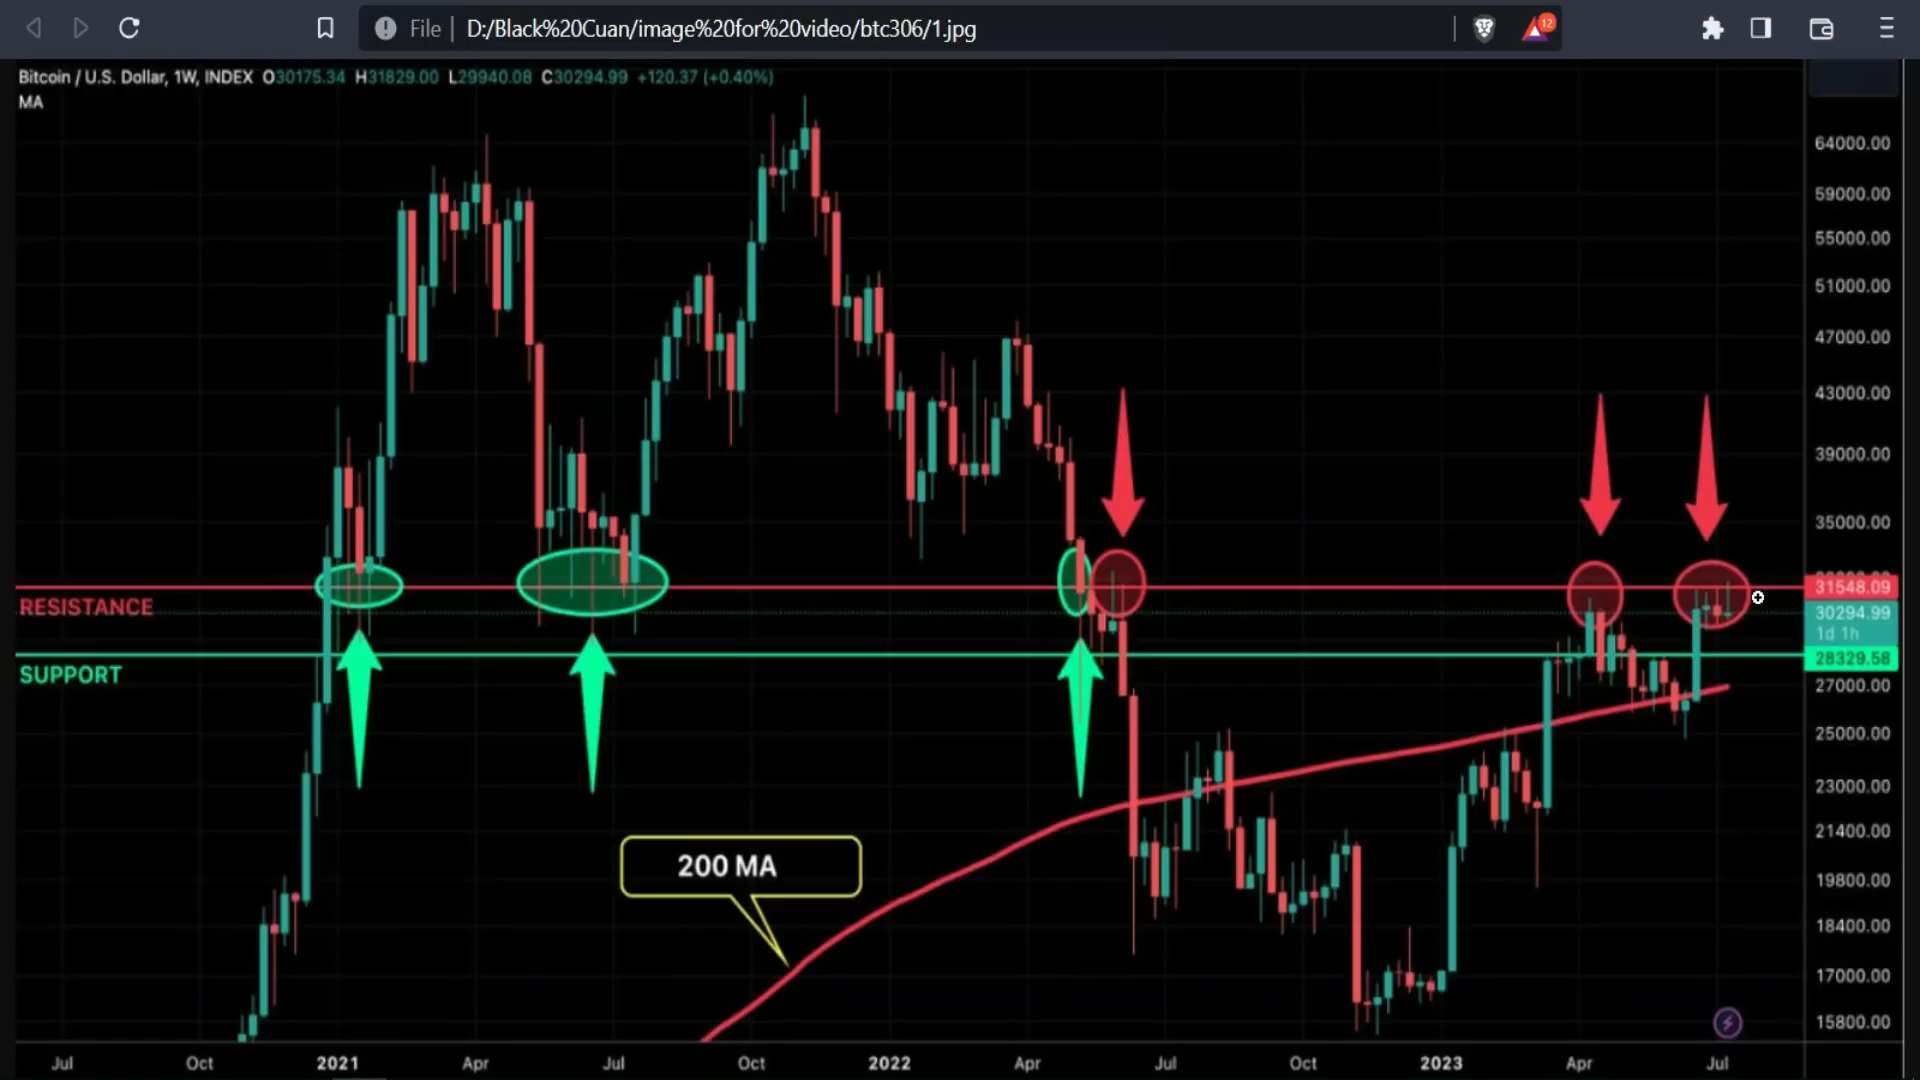 File D:/Black%20Cuan/image%20for%20video/btc306/1.jpg
12
Bitcoin / U.S. Dollar, 1W, INDEX O30175.34 H31829.00 L29940.08 C30294.99 +120.37 (+0.40%)
MA
64000.00
59000.00
55000.00
51000.00
47000.00
43000.00
39000.00
35000.00
31548.09
RESISTANCE
30294.99
1d 1h
28329.58
SUPPORT
27000.00
25000.00
23000.00
21400.00
200 MA
19800.00
18400.00
17000.00
15800.00
Jul Oct 2021 Apr Jul Oct 2022 Apr Jul Oct 2023 Apr Jul